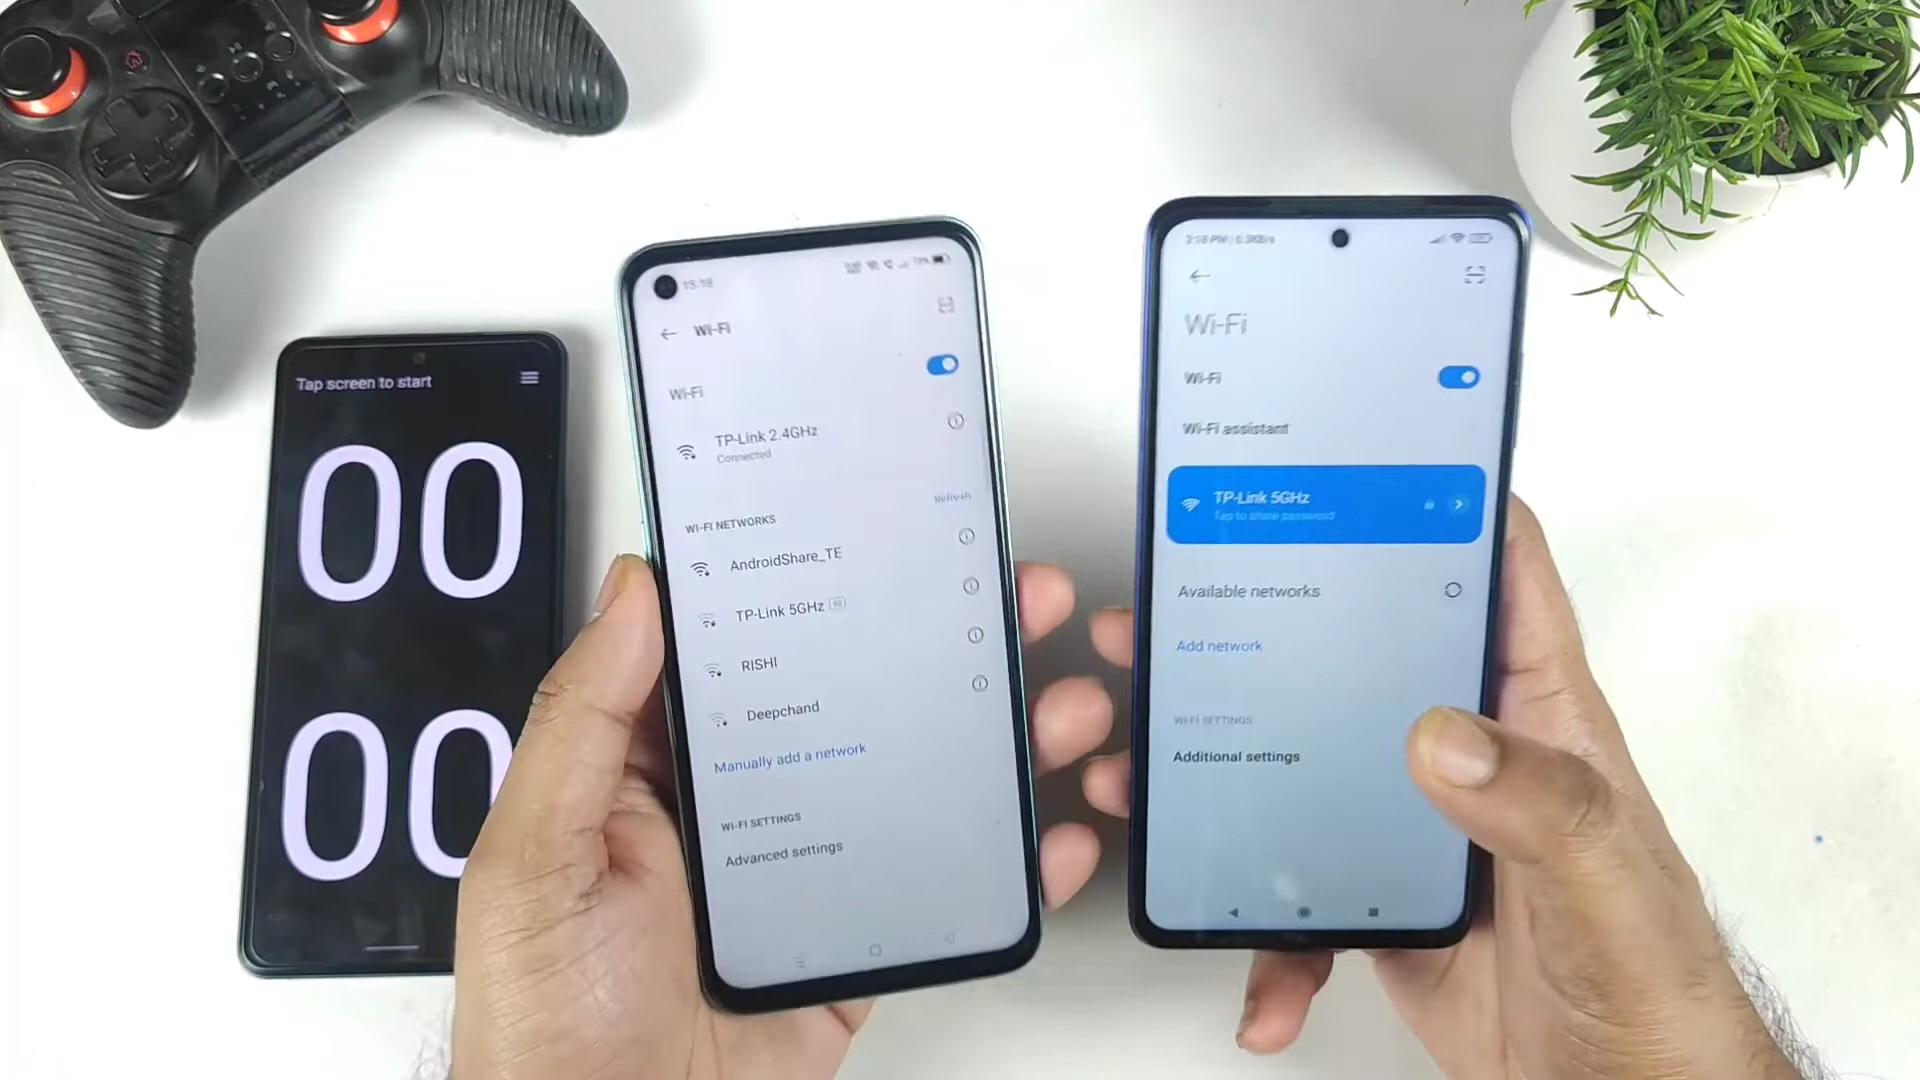 Tap screen to start
00
00
15:18
Wi-Fi
Wi-Fi
TP-Link 2.4GHz
Connected
Refresh
WI-FI NETWORKS
AndroidShare_TE
TP-Link 5GHz
RISHI
Deepchand
Manually add a network
WI-FI SETTINGS
Advanced settings
Wi-Fi
Wi-Fi
Wi-Fi assistant
TP-Link 5GHz
Tap to share password
Available networks
Add network
WI-FI SETTINGS
Additional settings